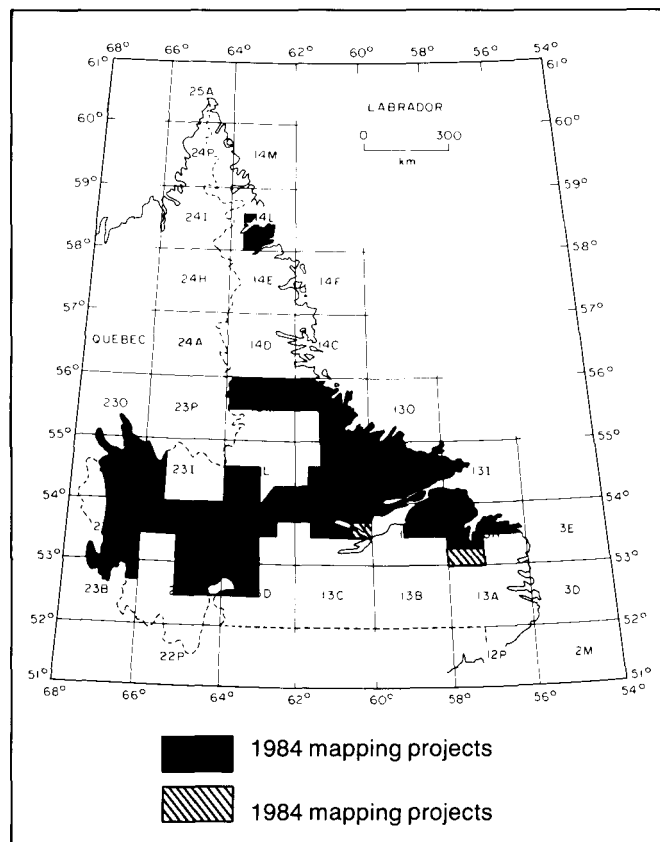 68° 66° 64° 62° 60° 58° 56° 54°
61° 61°
25A
LABRADOR
60° 60°
0 300
km
24P 14M
59° 59°
24I 14L
58° 58°
24H 14E 14F
57° 57°
QUEBEC 24A 14D 14C
56° 56°
23O 23P 13O
55° 55°
23I L 13I
54° 54°
3E
53° 53°
23B D 13C 13B 13A 3D
52° 52°
22P 12P 2M
51° 51°
68° 66° 64° 62° 60° 58° 56° 54°
1984 mapping projects
1984 mapping projects